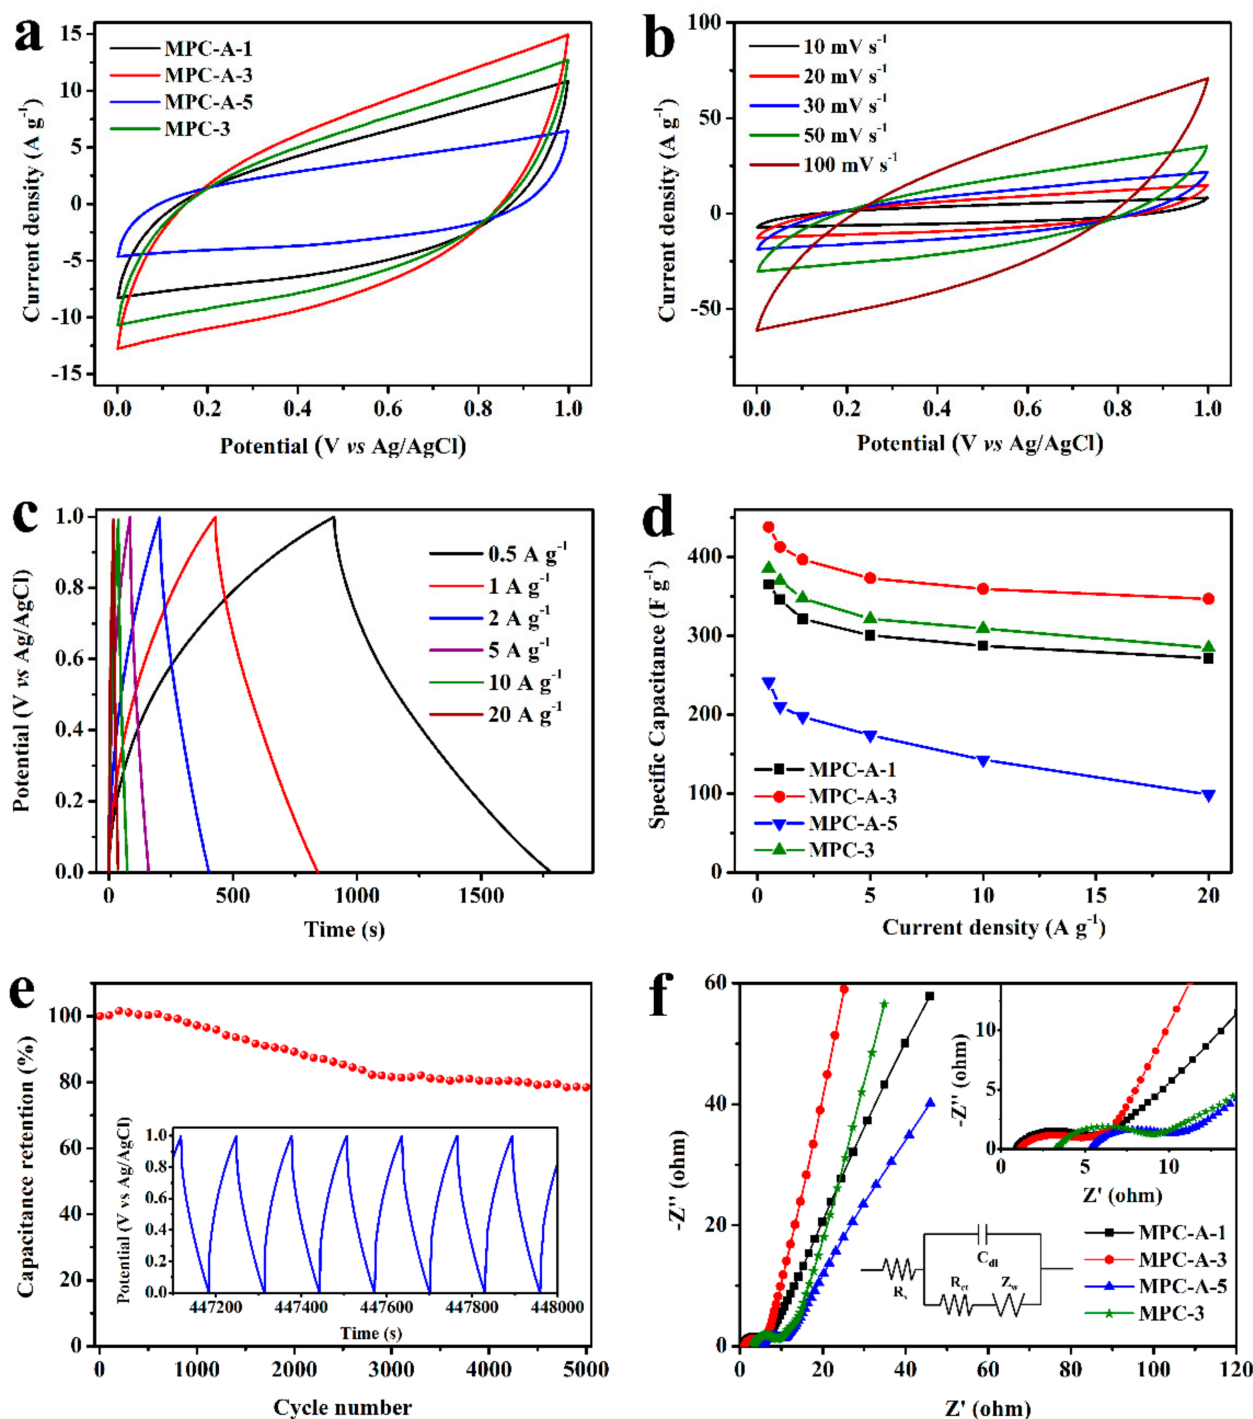 a
MPC-A-1
MPC-A-3
MPC-A-5
MPC-3
15
10
5
0
-5
-10
-15
0.0 0.2 0.4 0.6 0.8 1.0
Current density (A g⁻¹)
Potential (V vs Ag/AgCl)
b
10 mV s⁻¹
20 mV s⁻¹
30 mV s⁻¹
50 mV s⁻¹
100 mV s⁻¹
100
50
0
-50
0.0 0.2 0.4 0.6 0.8 1.0
Current density (A g⁻¹)
Potential (V vs Ag/AgCl)
c
0.5 A g⁻¹
1 A g⁻¹
2 A g⁻¹
5 A g⁻¹
10 A g⁻¹
20 A g⁻¹
1.0
0.8
0.6
0.4
0.2
0.0
0 500 1000 1500
Potential (V vs Ag/AgCl)
Time (s)
d
400
300
200
100
0
0 5 10 15 20
MPC-A-1
MPC-A-3
MPC-A-5
MPC-3
Specific Capacitance (F g⁻¹)
Current density (A g⁻¹)
e
100
80
60
40
20
0
0 1000 2000 3000 4000 5000
Capacitance retention (%)
Cycle number
1.0
0.8
0.6
0.4
0.2
0.0
447200 447400 447600 447800 448000
Potential (V vs Ag/AgCl)
Time (s)
f
60
40
20
0
0 20 40 60 80 100 120
-Z'' (ohm)
Z' (ohm)
10
5
0
0 5 10
-Z'' (ohm)
Z' (ohm)
Rs
Cdl
Rct
Zw
MPC-A-1
MPC-A-3
MPC-A-5
MPC-3